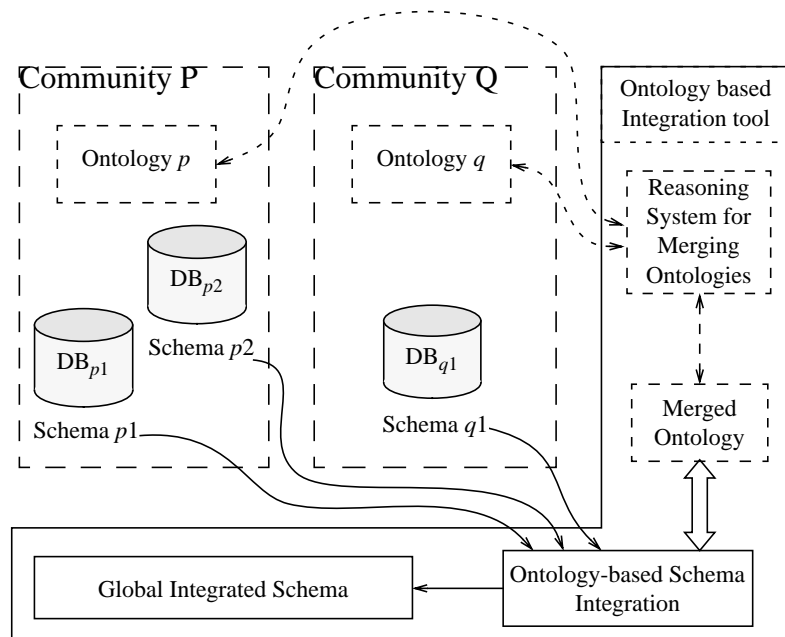 Community P
Community Q
Ontology based
Integration tool
Ontology p
Ontology q
Reasoning
System for
Merging
Ontologies
DBp2
Schema p2
DBp1
Schema p1
DBq1
Schema q1
Merged
Ontology
Global Integrated Schema
Ontology-based Schema
Integration